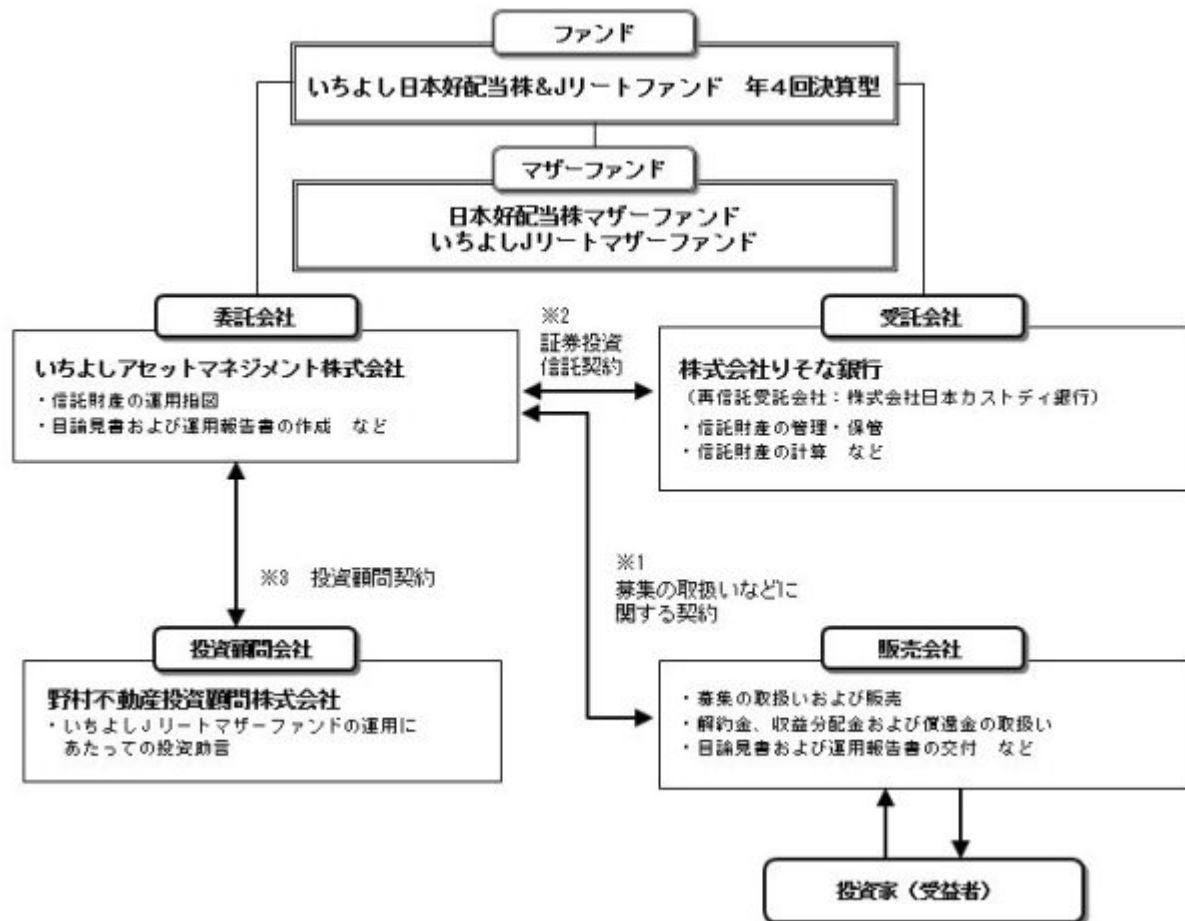 ファンド
いちよし日本好配当株&Jリートファンド　年4回決算型
マザーファンド
日本好配当株マザーファンド
いちよしJリートマザーファンド
委託会社
いちよしアセットマネジメント株式会社
・信託財産の運用指図
・目論見書および運用報告書の作成　など
※2
証券投資
信託契約
受託会社
株式会社りそな銀行
（再信託受託会社：株式会社日本カストディ銀行）
・信託財産の管理・保管
・信託財産の計算　など
※3　投資顧問契約
※1
募集の取扱いなどに
関する契約
投資顧問会社
野村不動産投資顧問株式会社
・いちよしJリートマザーファンドの運用に
あたっての投資助言
販売会社
・募集の取扱いおよび販売
・解約金、収益分配金および償還金の取扱い
・目論見書および運用報告書の交付　など
投資家（受益者）